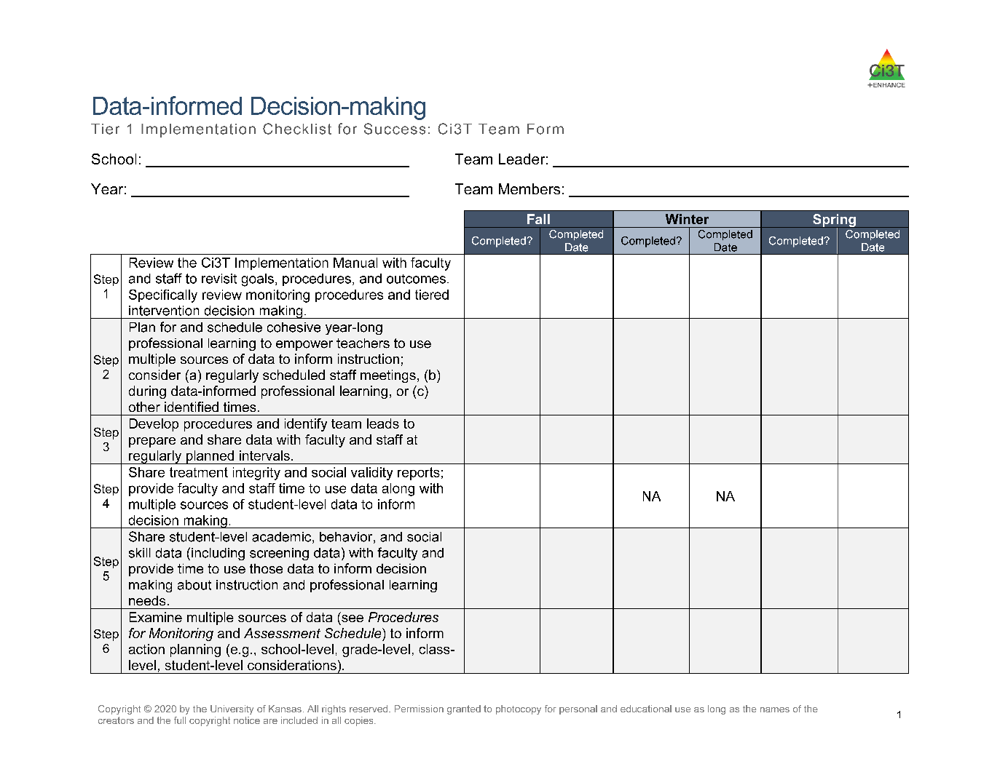 Ci3T
+ENHANCE
Data-informed Decision-making
Tier 1 Implementation Checklist for Success: Ci3T Team Form
School:
Team Leader:
Year:
Team Members:
Fall
Winter
Spring
Completed?
Completed
Date
Completed?
Completed
Date
Completed?
Completed
Date
Step
1
Review the Ci3T Implementation Manual with faculty
and staff to revisit goals, procedures, and outcomes.
Specifically review monitoring procedures and tiered
intervention decision making.
Step
2
Plan for and schedule cohesive year-long
professional learning to empower teachers to use
multiple sources of data to inform instruction;
consider (a) regularly scheduled staff meetings, (b)
during data-informed professional learning, or (c)
other identified times.
Step
3
Develop procedures and identify team leads to
prepare and share data with faculty and staff at
regularly planned intervals.
Step
4
Share treatment integrity and social validity reports;
provide faculty and staff time to use data along with
multiple sources of student-level data to inform
decision making.
NA
NA
Step
5
Share student-level academic, behavior, and social
skill data (including screening data) with faculty and
provide time to use those data to inform decision
making about instruction and professional learning
needs.
Step
6
Examine multiple sources of data (see Procedures
for Monitoring and Assessment Schedule) to inform
action planning (e.g., school-level, grade-level, class-
level, student-level considerations).
Copyright © 2020 by the University of Kansas. All rights reserved. Permission granted to photocopy for personal and educational use as long as the names of the
creators and the full copyright notice are included in all copies.
1